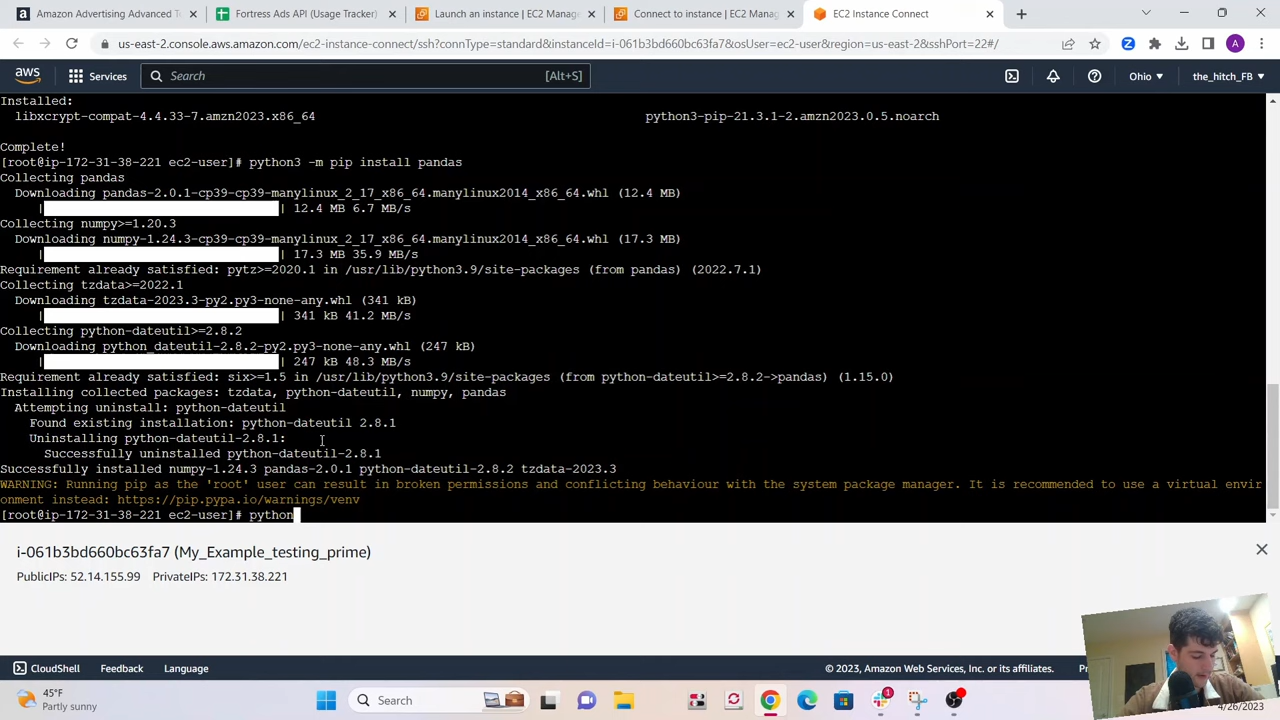 Amazon Advertising Advanced T
Fortress Ads API (Usage Tracker)
Launch an instance | EC2 Manage
Connect to instance | EC2 Manag
EC2 Instance Connect
us-east-2.console.aws.amazon.com/ec2-instance-connect/ssh?connType=standard&instanceId=i-061b3bd660bc63fa7&osUser=ec2-user&region=us-east-2&sshPort=22#/
A
aws
Services
Search
[Alt+S]
Ohio
the_hitch_FB
Installed:
libxcrypt-compat-4.4.33-7.amzn2023.x86_64 python3-pip-21.3.1-2.amzn2023.0.5.noarch
Complete!
[root@ip-172-31-38-221 ec2-user]# python3 -m pip install pandas
Collecting pandas
Downloading pandas-2.0.1-cp39-cp39-manylinux_2_17_x86_64.manylinux2014_x86_64.whl (12.4 MB)
| | 12.4 MB 6.7 MB/s
Collecting numpy>=1.20.3
Downloading numpy-1.24.3-cp39-cp39-manylinux_2_17_x86_64.manylinux2014_x86_64.whl (17.3 MB)
| | 17.3 MB 35.9 MB/s
Requirement already satisfied: pytz>=2020.1 in /usr/lib/python3.9/site-packages (from pandas) (2022.7.1)
Collecting tzdata>=2022.1
Downloading tzdata-2023.3-py2.py3-none-any.whl (341 kB)
| | 341 kB 41.2 MB/s
Collecting python-dateutil>=2.8.2
Downloading python_dateutil-2.8.2-py2.py3-none-any.whl (247 kB)
| | 247 kB 48.3 MB/s
Requirement already satisfied: six>=1.5 in /usr/lib/python3.9/site-packages (from python-dateutil>=2.8.2->pandas) (1.15.0)
Installing collected packages: tzdata, python-dateutil, numpy, pandas
Attempting uninstall: python-dateutil
Found existing installation: python-dateutil 2.8.1
Uninstalling python-dateutil-2.8.1:
Successfully uninstalled python-dateutil-2.8.1
Successfully installed numpy-1.24.3 pandas-2.0.1 python-dateutil-2.8.2 tzdata-2023.3
WARNING: Running pip as the 'root' user can result in broken permissions and conflicting behaviour with the system package manager. It is recommended to use a virtual envir
onment instead: https://pip.pypa.io/warnings/venv
[root@ip-172-31-38-221 ec2-user]# python
i-061b3bd660bc63fa7 (My_Example_testing_prime)
PublicIPs: 52.14.155.99 PrivateIPs: 172.31.38.221
CloudShell
Feedback
Language
© 2023, Amazon Web Services, Inc. or its affiliates.
45°F
Partly sunny
Search
1
4/26/2023